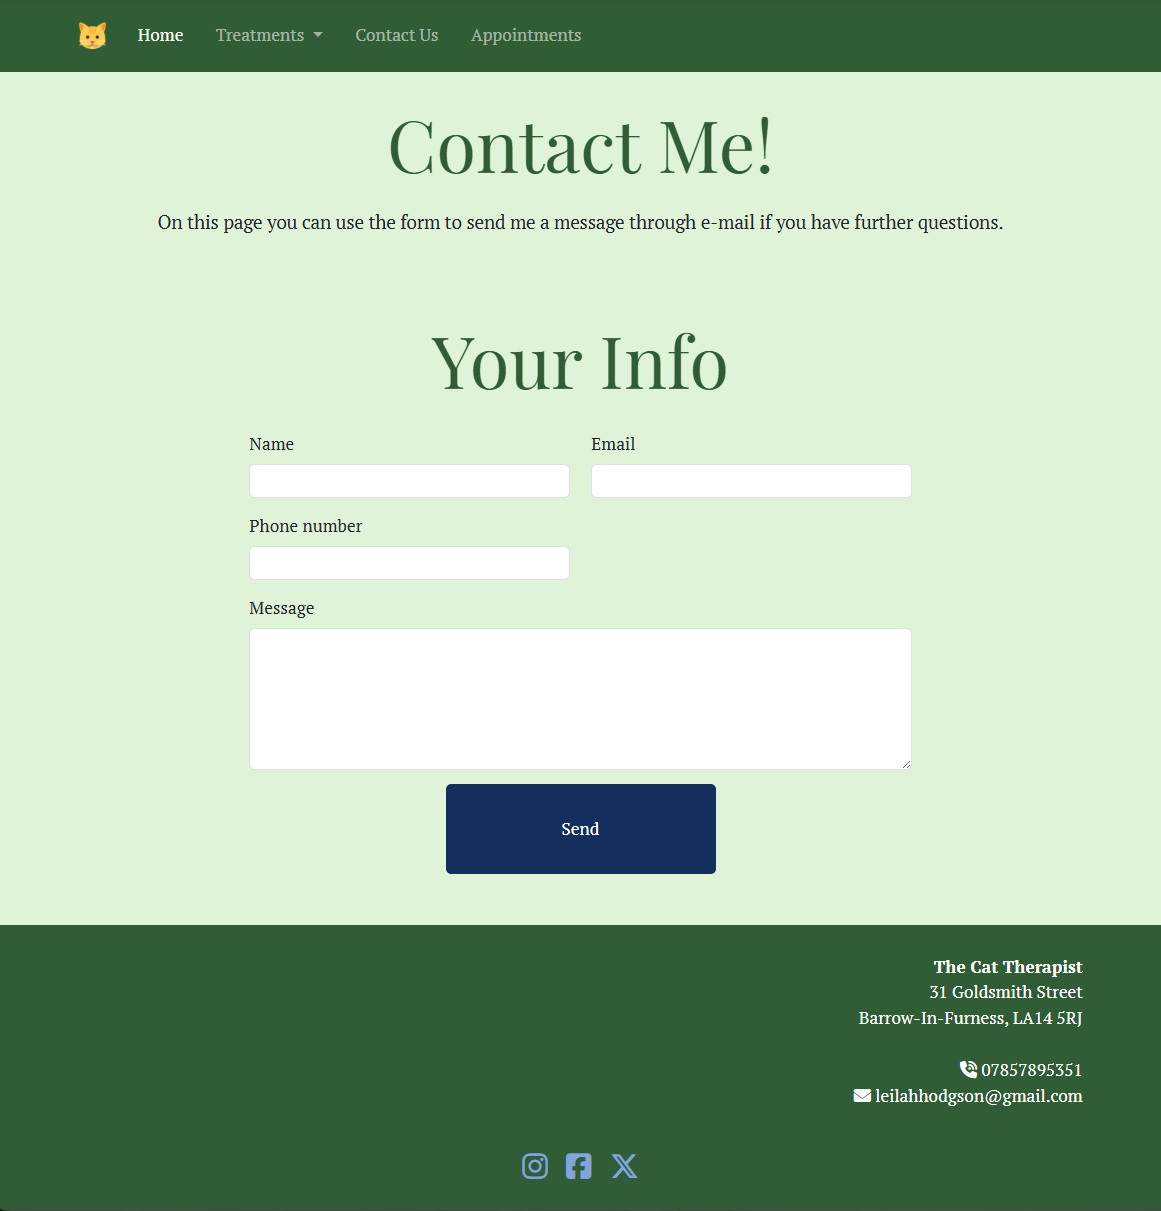 Home Treatments Contact Us Appointments
Contact Me!
On this page you can use the form to send me a message through e-mail if you have further questions.
Your Info
Name Email
Phone number
Message
Send
The Cat Therapist
31 Goldsmith Street
Barrow-In-Furness, LA14 5RJ
07857895351
leilahhodgson@gmail.com